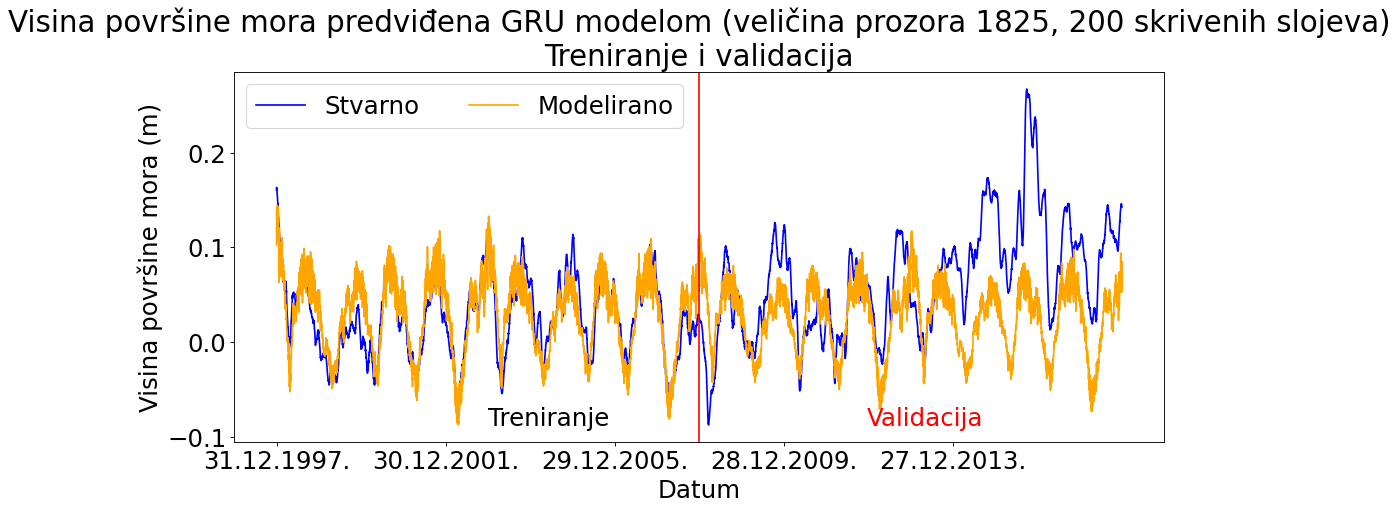 Visina površine mora predviđena GRU modelom (veličina prozora 1825, 200 skrivenih slojeva)
Treniranje i validacija
Stvarno
Modelirano
Visina površine mora (m)
0.2
0.1
0.0
−0.1
Treniranje
Validacija
31.12.1997.
30.12.2001.
29.12.2005.
28.12.2009.
27.12.2013.
Datum